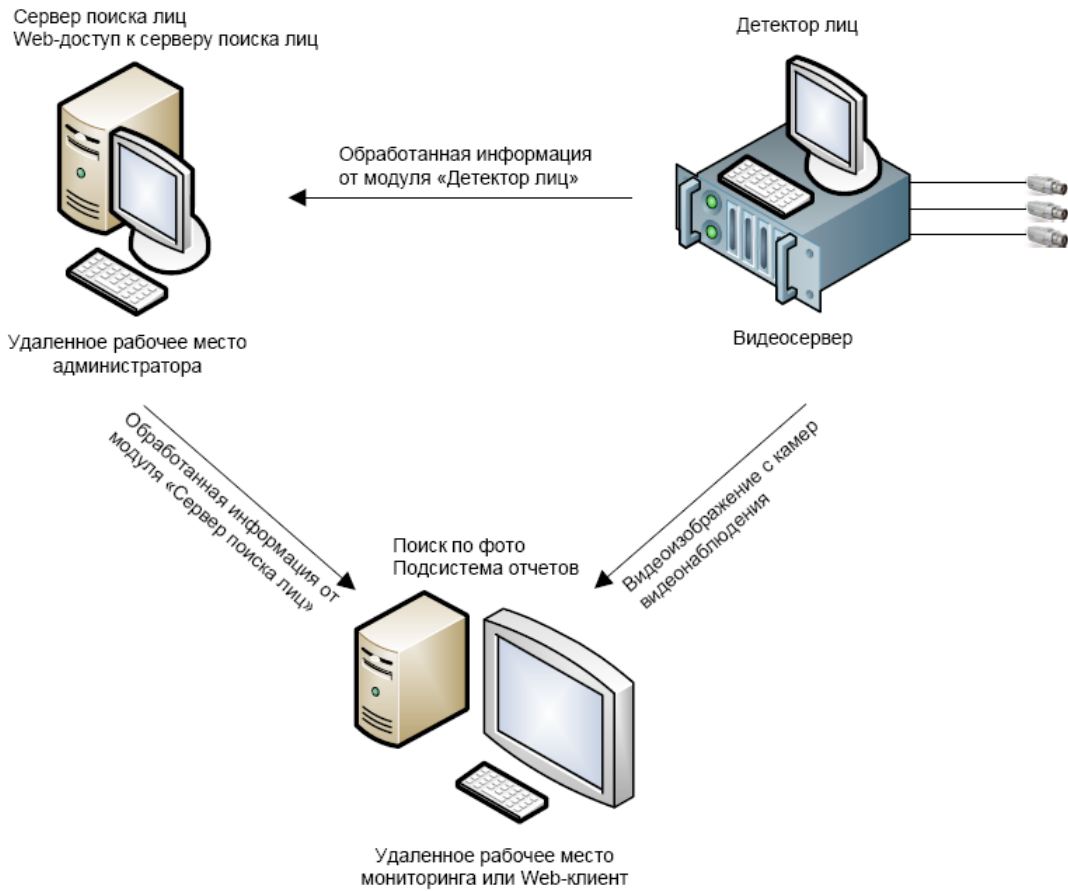 Сервер поиска лиц
Web-доступ к серверу поиска лиц
Детектор лиц
Обработанная информация
от модуля «Детектор лиц»
Удаленное рабочее место
администратора
Видеосервер
Обработанная информация от
модуля «Сервер поиска лиц»
Видеоизображение с камер
видеонаблюдения
Поиск по фото
Подсистема отчетов
Удаленное рабочее место
мониторинга или Web-клиент